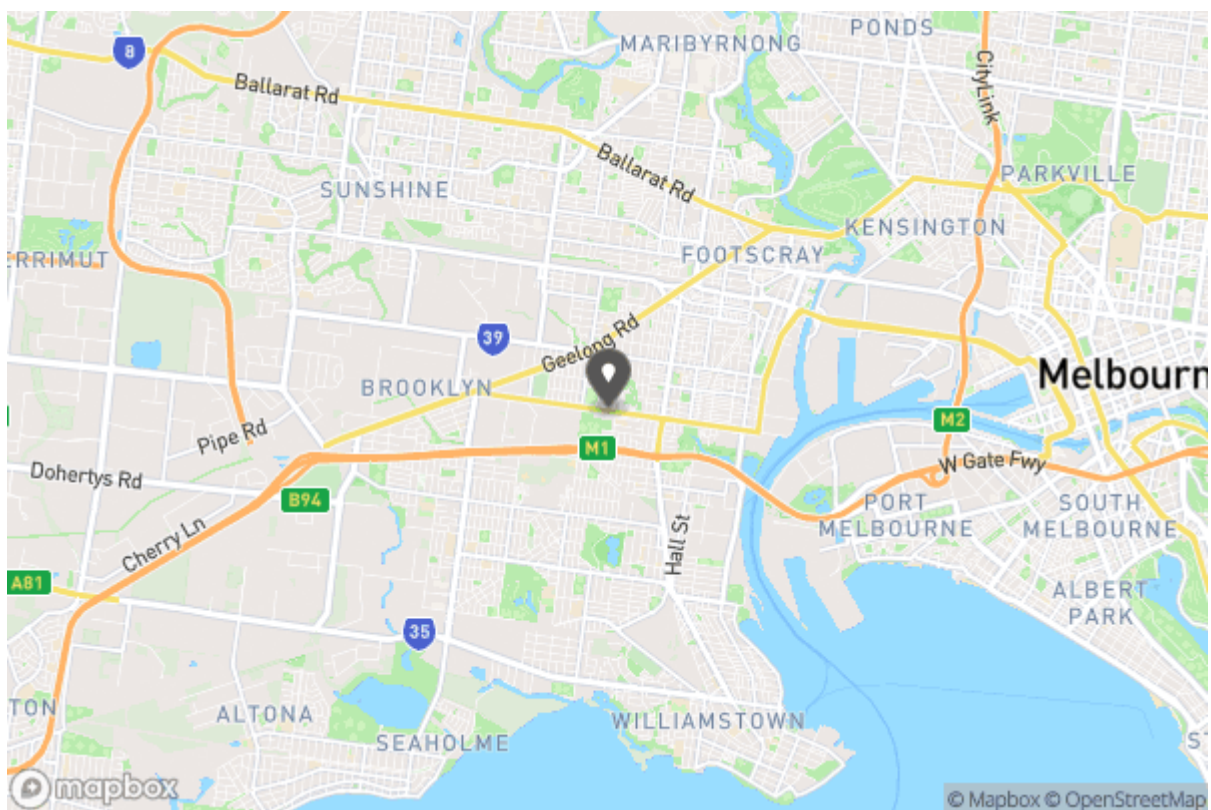 PONDS
MARIBYRNONG
8
CityLink
Ballarat Rd
Ballarat Rd
PARKVILLE
SUNSHINE
KENSINGTON
FOOTSCRAY
ERRIMUT
39
Geelong Rd
Melbourn
BROOKLYN
M2
Pipe Rd
M1
W Gate Fwy
Dohertys Rd
B94
PORT
MELBOURNE
SOUTH
MELBOURNE
Cherry Ln
Hall St
A81
ALBERT
PARK
35
TON
ALTONA
WILLIAMSTOWN
SEAHOLME
ST
mapbox
© Mapbox © OpenStreetMap